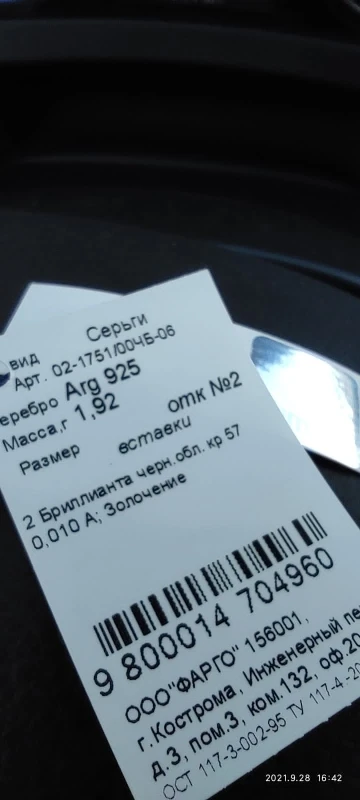 вид Серьги
Арт. 02-1751/00ЧБ-06
еребро Arg 925
Масса,г 1,92 отк №2
Размер вставки
2 Бриллианта черн.обл. кр 57
0,010 А; Золочение
9 800014 704960
ООО"ФАРГО" 156001,
г.Кострома, Инженерный пе
д.3, пом.3, ком.132, оф.20
ОСТ 117-3-002-95 ТУ 117-4-20
2021.9.28 16:42